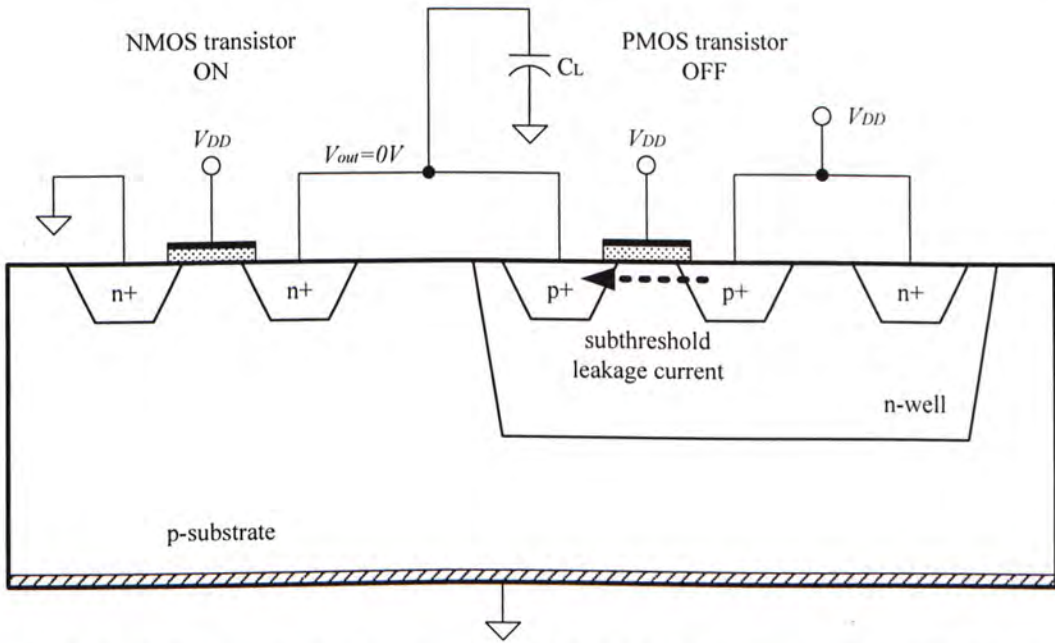 NMOS transistor
ON
CL
PMOS transistor
OFF
VDD
Vout=0V
VDD
VDD
n+
n+
p+
p+
n+
subthreshold
leakage current
n-well
p-substrate